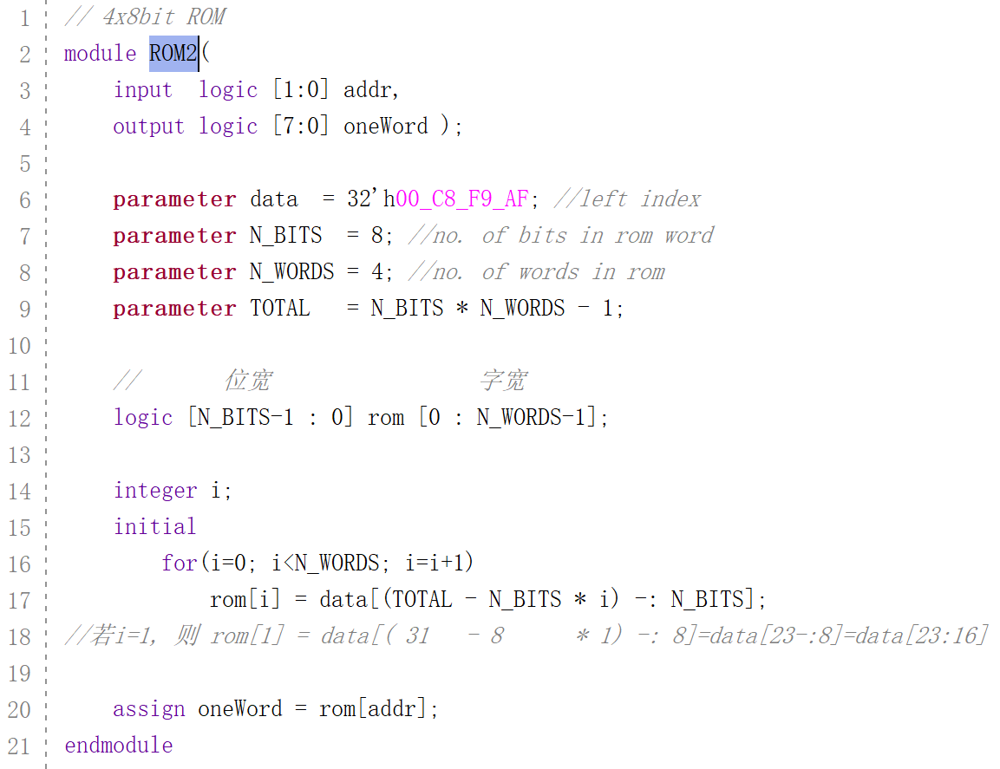 1 // 4x8bit ROM
2 module ROM2(
3 input  logic [1:0] addr,
4 output logic [7:0] oneWord );
5
6 parameter data  = 32'h00_C8_F9_AF; //left index
7 parameter N_BITS  = 8; //no. of bits in rom word
8 parameter N_WORDS = 4; //no. of words in rom
9 parameter TOTAL   = N_BITS * N_WORDS - 1;
10
11 //       位宽                 字宽
12 logic [N_BITS-1 : 0] rom [0 : N_WORDS-1];
13
14 integer i;
15 initial
16 for(i=0; i<N_WORDS; i=i+1)
17 rom[i] = data[(TOTAL - N_BITS * i) -: N_BITS];
18 //若i=1, 则 rom[1] = data[( 31   - 8      * 1) -: 8]=data[23-:8]=data[23:16]
19
20 assign oneWord = rom[addr];
21 endmodule